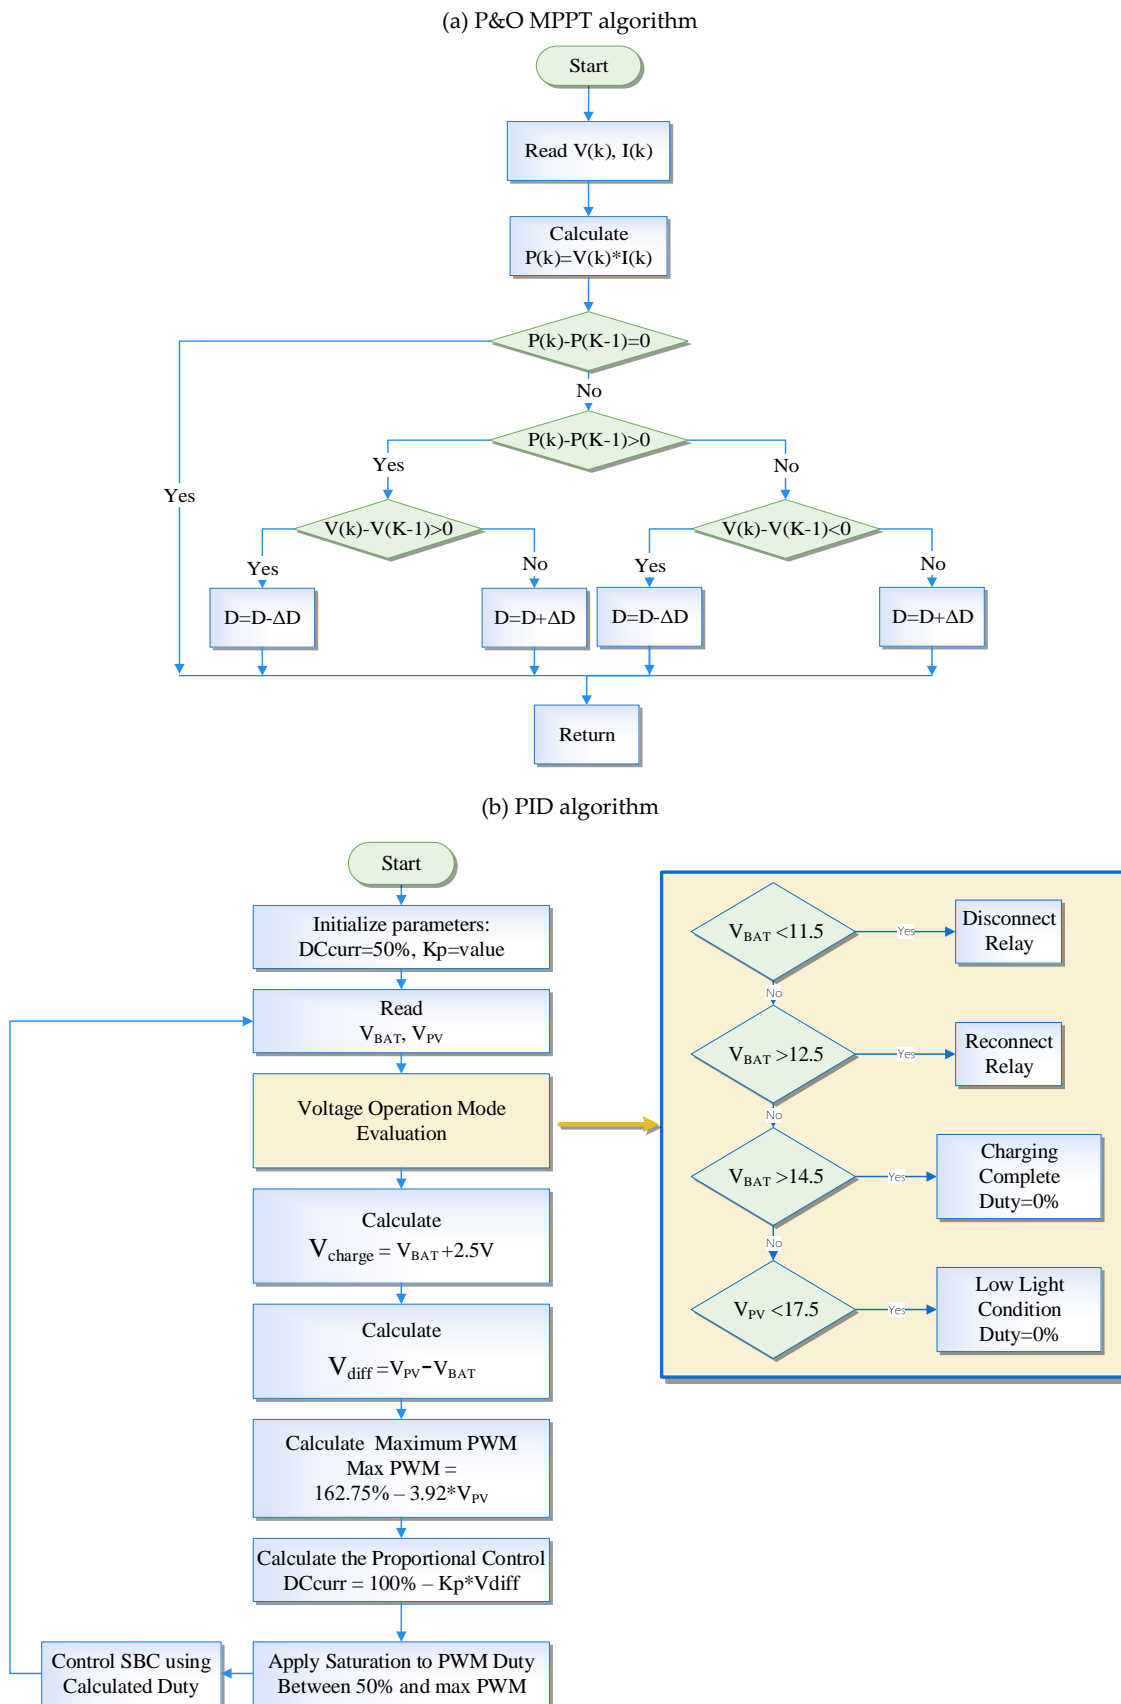 (a) P&O MPPT algorithm
Start
Read V(k), I(k)
Calculate
P(k)=V(k)*I(k)
P(k)-P(K-1)=0
No
P(k)-P(K-1)>0
Yes
No
Yes
V(k)-V(K-1)>0
V(k)-V(K-1)<0
Yes
No
Yes
No
D=D-ΔD
D=D+ΔD
D=D-ΔD
D=D+ΔD
Return
(b) PID algorithm
Start
Initialize parameters:
DCcurr=50%, Kp=value
Read
VBAT, VPV
Voltage Operation Mode
Evaluation
Calculate
Vcharge = VBAT +2.5V
Calculate
Vdiff =VPV-VBAT
Calculate Maximum PWM
Max PWM =
162.75% – 3.92*VPV
Calculate the Proportional Control
DCcurr = 100% – Kp*Vdiff
Apply Saturation to PWM Duty
Between 50% and max PWM
Control SBC using
Calculated Duty
VBAT <11.5
Yes
Disconnect
Relay
No
VBAT >12.5
Yes
Reconnect
Relay
No
VBAT >14.5
Yes
Charging
Complete
Duty=0%
No
VPV <17.5
Yes
Low Light
Condition
Duty=0%